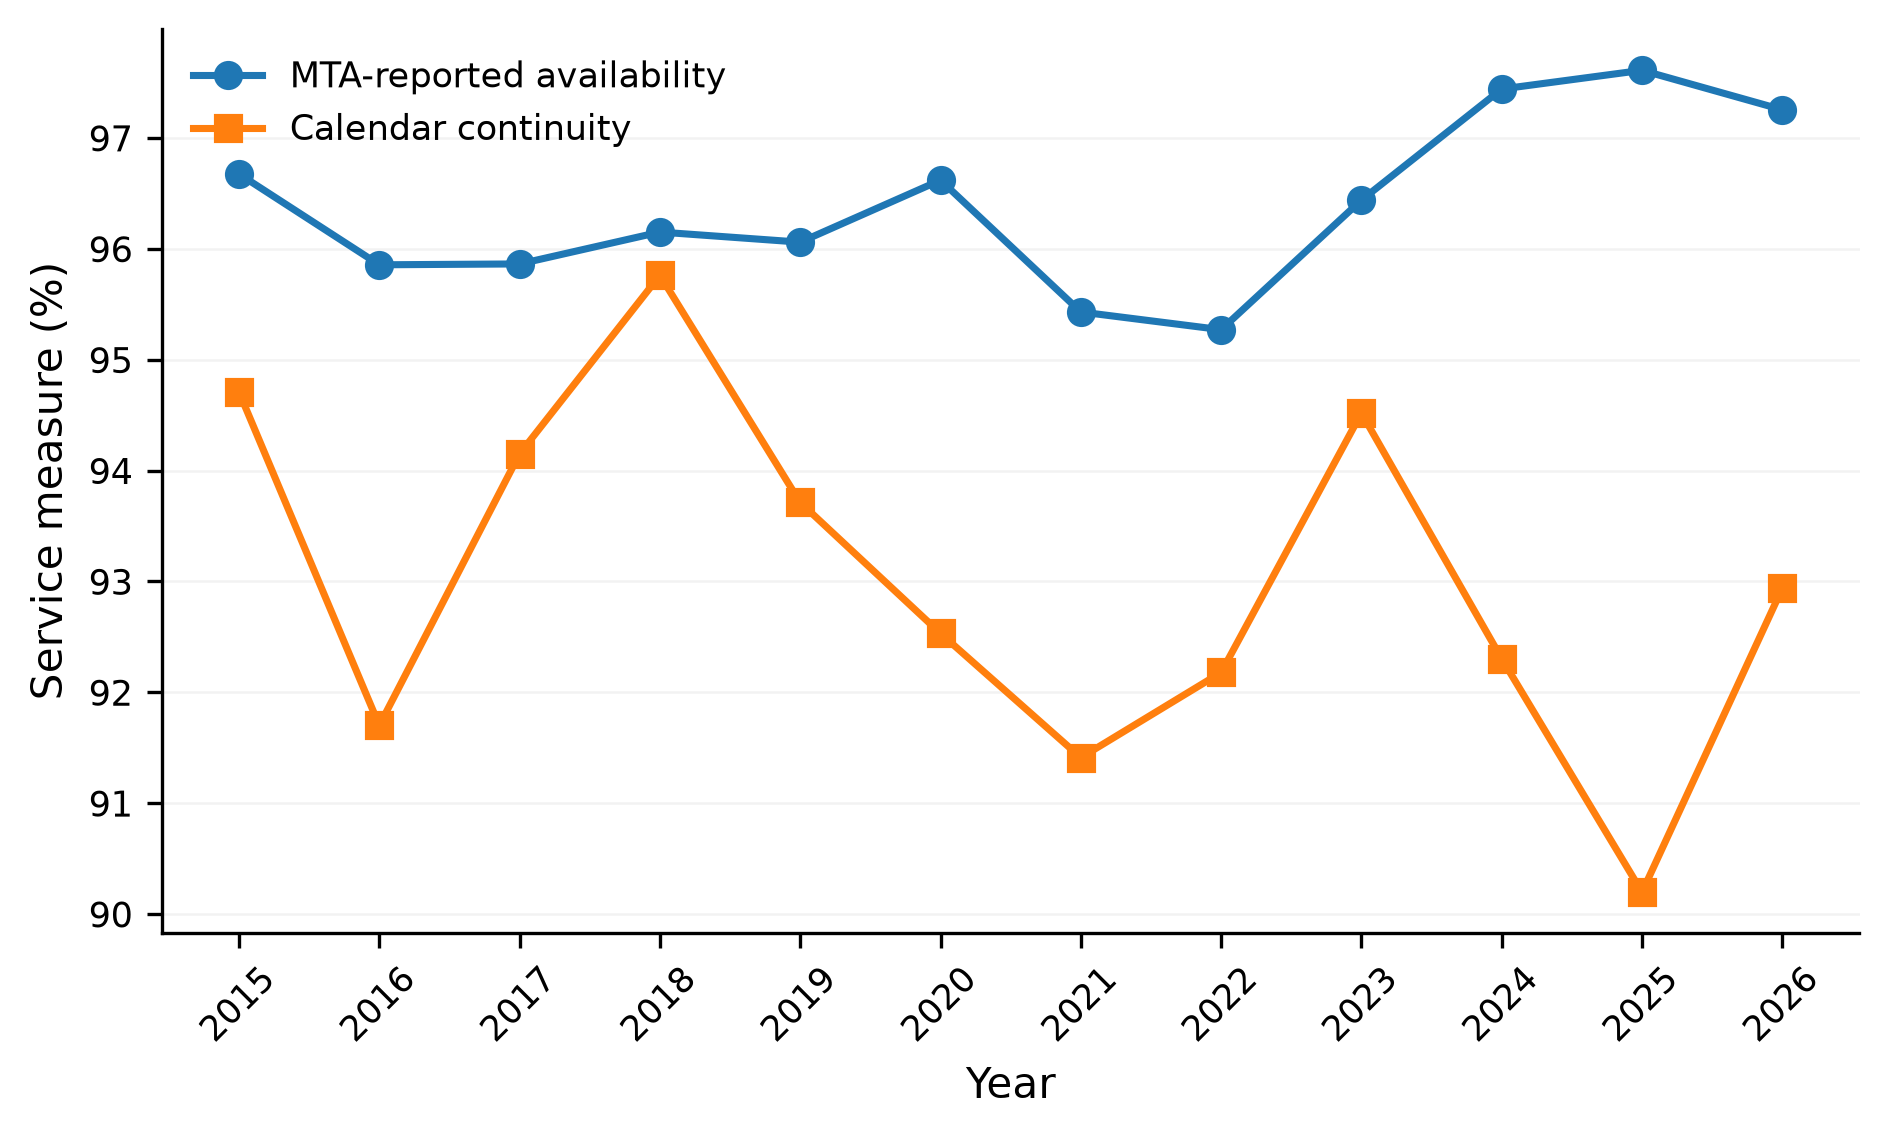 MTA-reported availability
Calendar continuity
Service measure (%)
97
96
95
94
93
92
91
90
2015 2016 2017 2018 2019 2020 2021 2022 2023 2024 2025 2026
Year